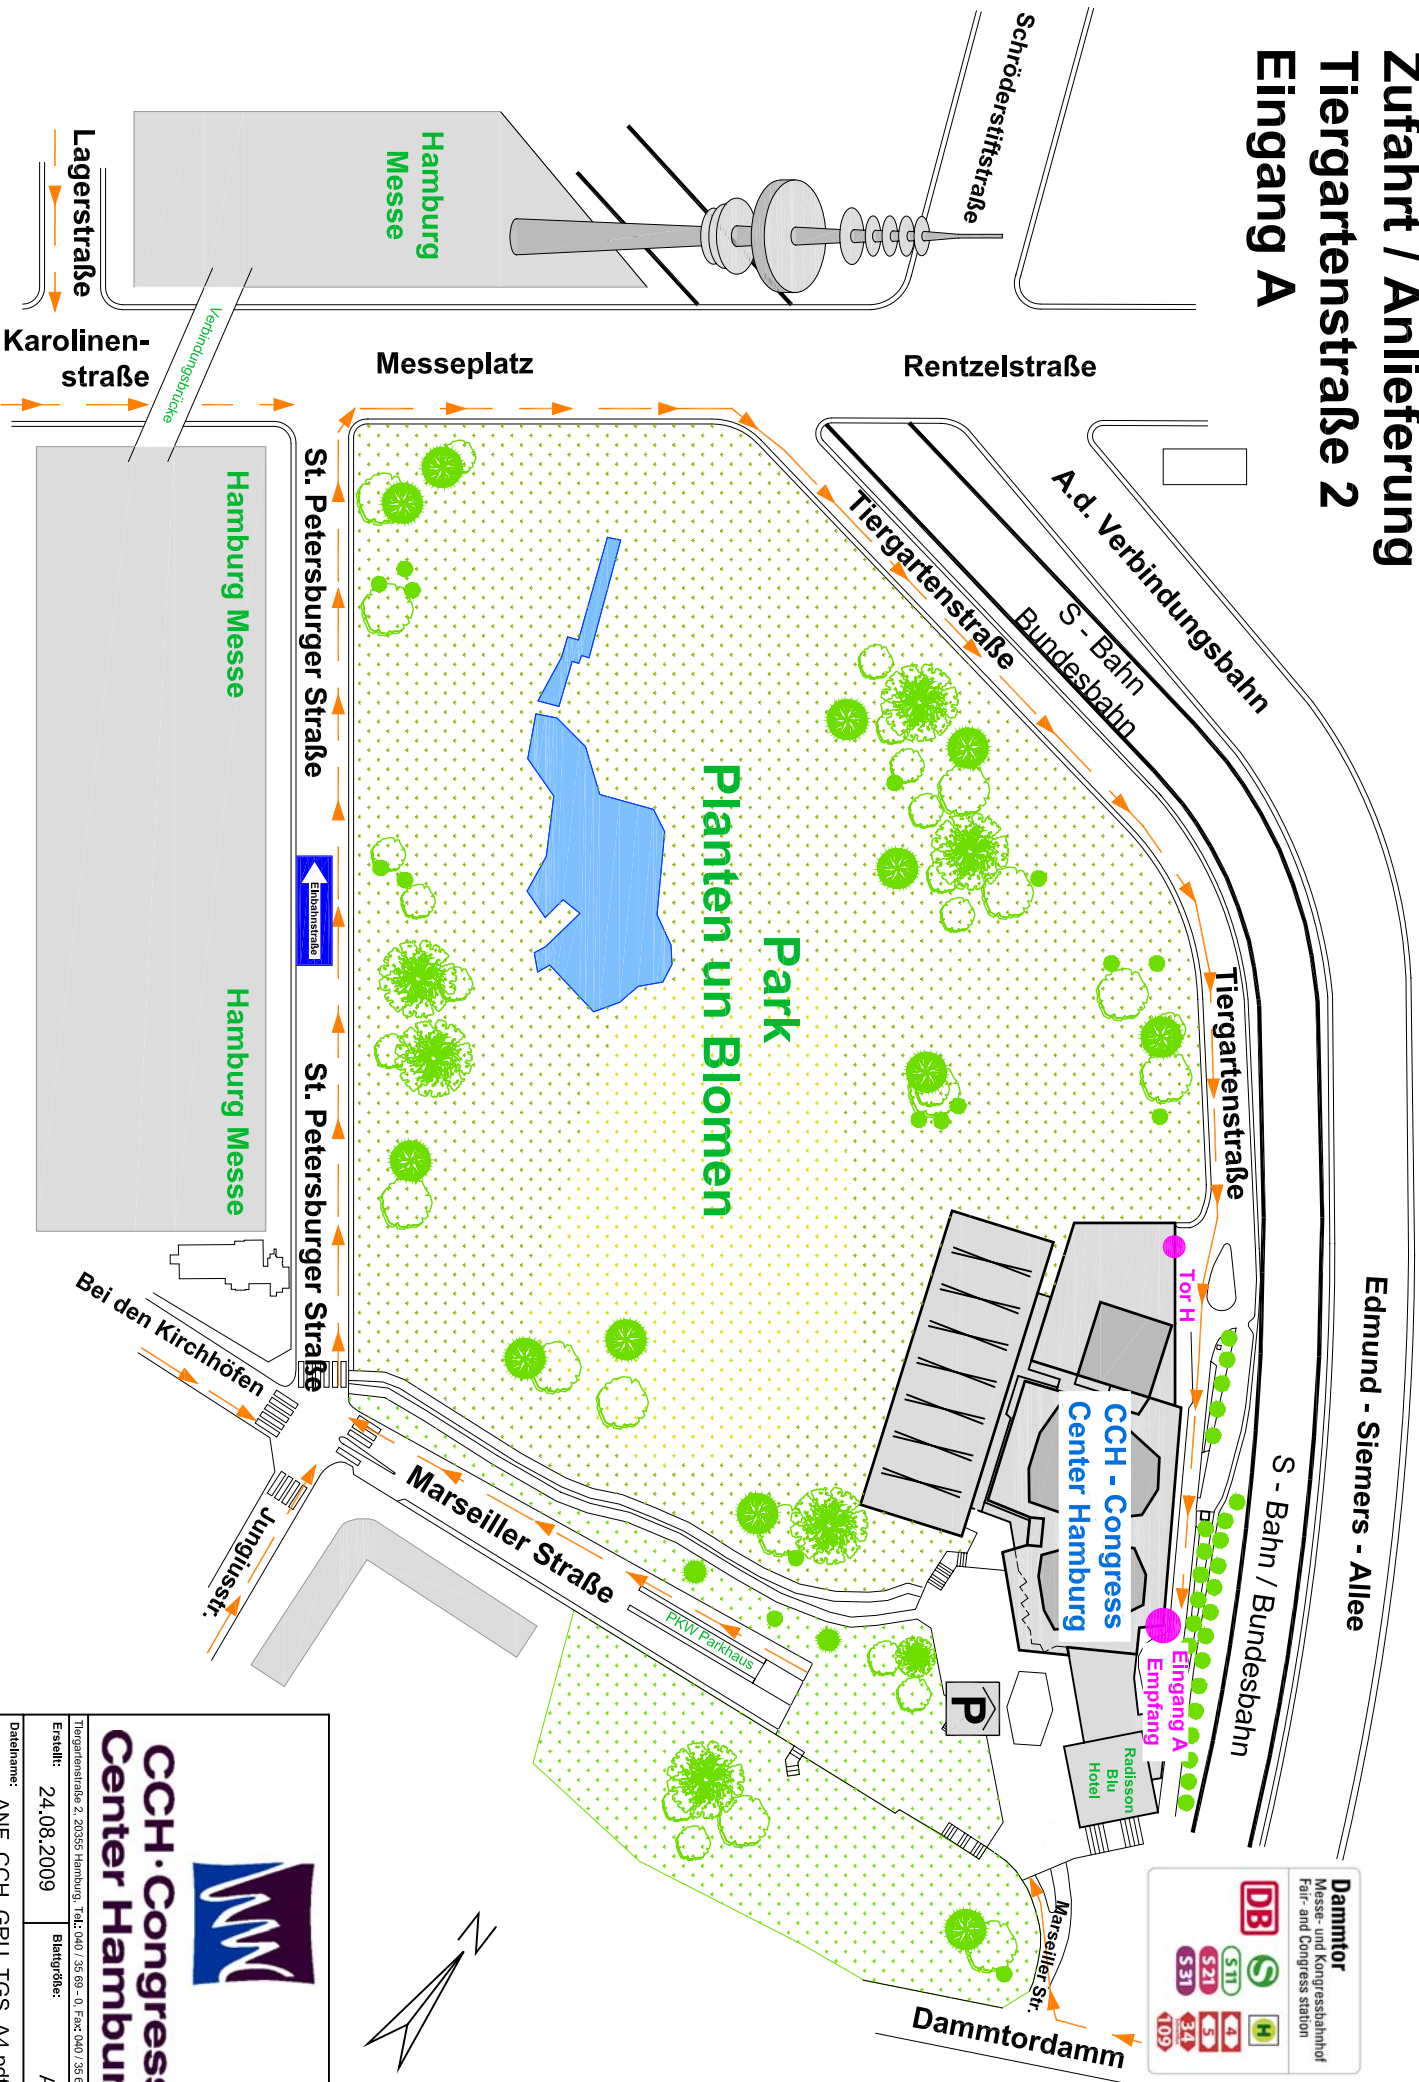 Zufahrt / Anlieferung
Tiergartenstraße 2
Eingang A
Schröderstiftstraße
Hamburg
Messe
Lagerstraße
Karolinen-
straße
Verbindungsbrücke
Messeplatz
Rentzelstraße
A.d. Verbindungsbahn
S - Bahn
Bundesbahn
Tiergartenstraße
Tiergartenstraße
Edmund - Siemers - Allee
S - Bahn / Bundesbahn
Park
Planten un Blomen
St. Petersburger Straße
Einbahnstraße
St. Petersburger Straße
Hamburg Messe
Hamburg Messe
Tor H
CCH - Congress
Center Hamburg
Eingang A
Empfang
Radisson
Blu
Hotel
P
Bei den Kirchhöfen
Jungiusstr.
Marseiller Straße
PKW Parkhaus
Marseiller Str.
Dammtordamm
Dammtor
Messe- und Kongressbahnhof
Fair- and Congress station
DB
S
H
S 11
S 21
S 31
4
5
34
109
N
CCH·Congress
Center Hambur
Tiergartenstraße 2, 20355 Hamburg, Tel.: 040 / 35 69 - 0, Fax: 040 / 35 6
Erstellt: 24.08.2009
Blattgröße: A
Dateiname: ANF_CCH_GRU_TGS_A4.pdf